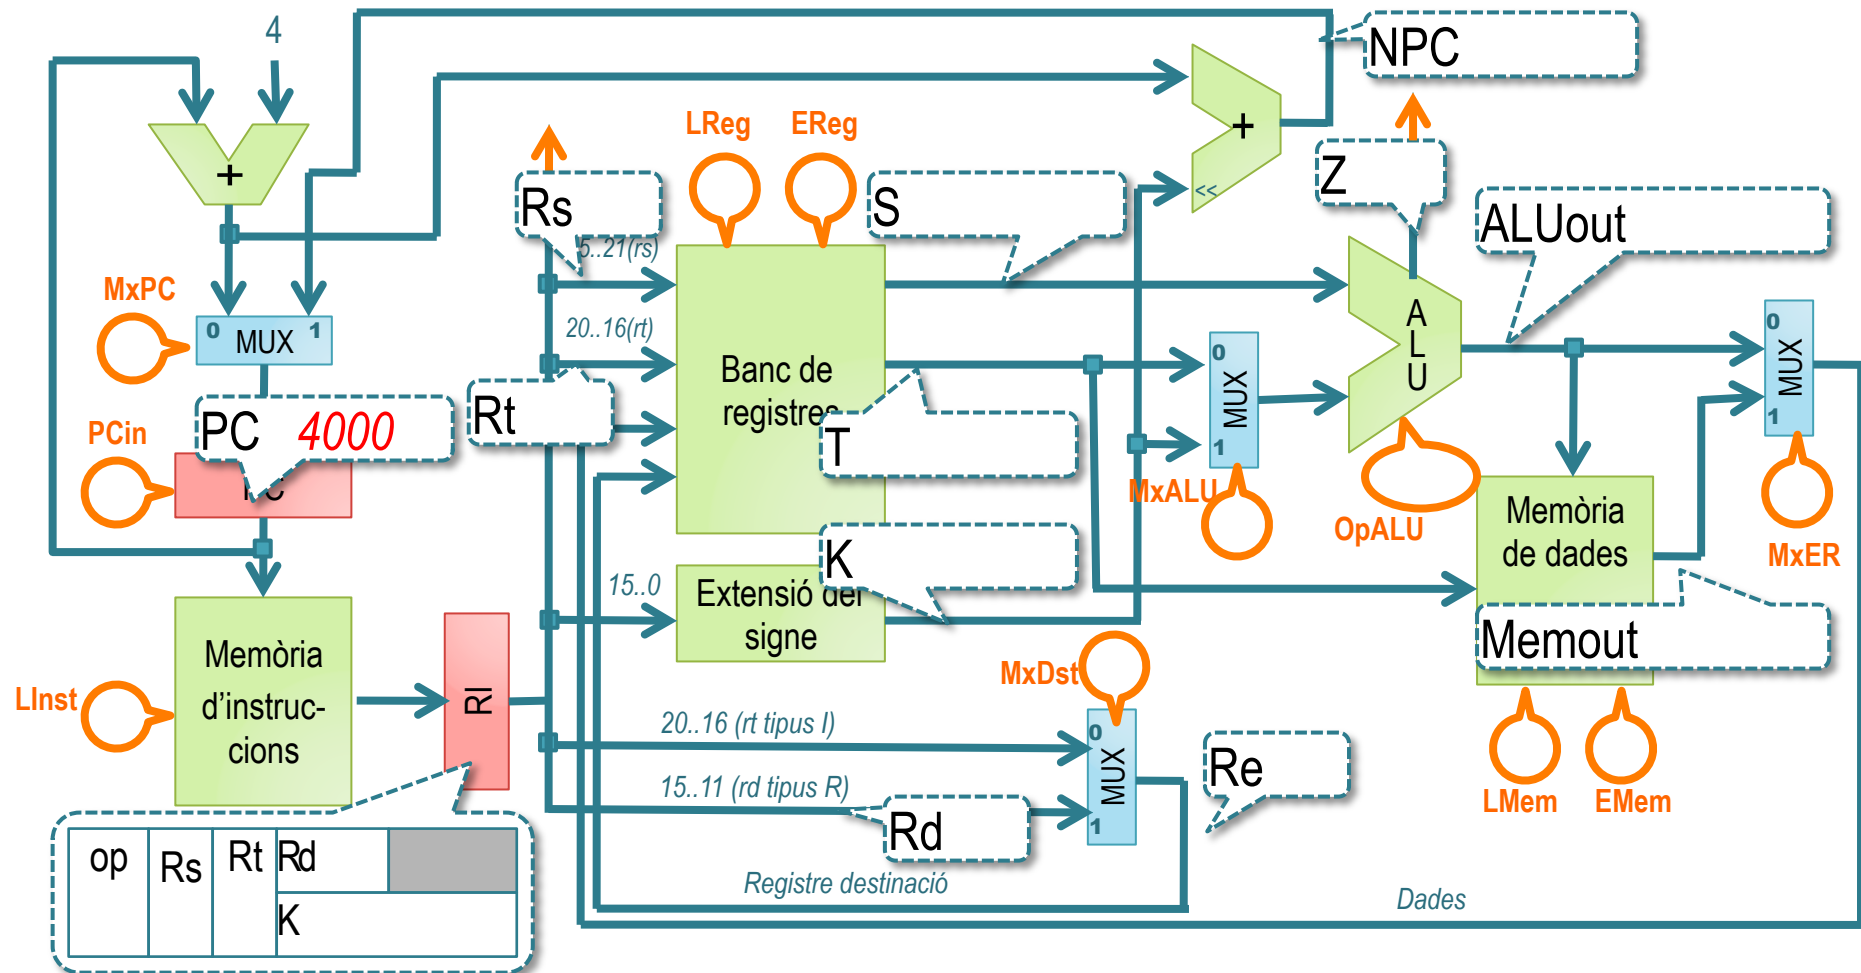 4
NPC
+
+
<<
LReg
EReg
Rs
5..21(rs)
S
Z
ALUout
MxPC
0
MUX
1
20..16(rt)
Banc de
registres
0
MUX
1
ALU
0
MUX
1
PC 4000
PCin
Rt
T
MxALU
OpALU
Memòria
de dades
MxER
K
15..0
Extensió del
signe
Memout
Memòria
d'instruc-
cions
RI
LInst
MxDst
20..16 (rt tipus I)
0
MUX
1
Re
15..11 (rd tipus R)
Rd
LMem
EMem
op
Rs
Rt
Rd
K
Registre destinació
Dades